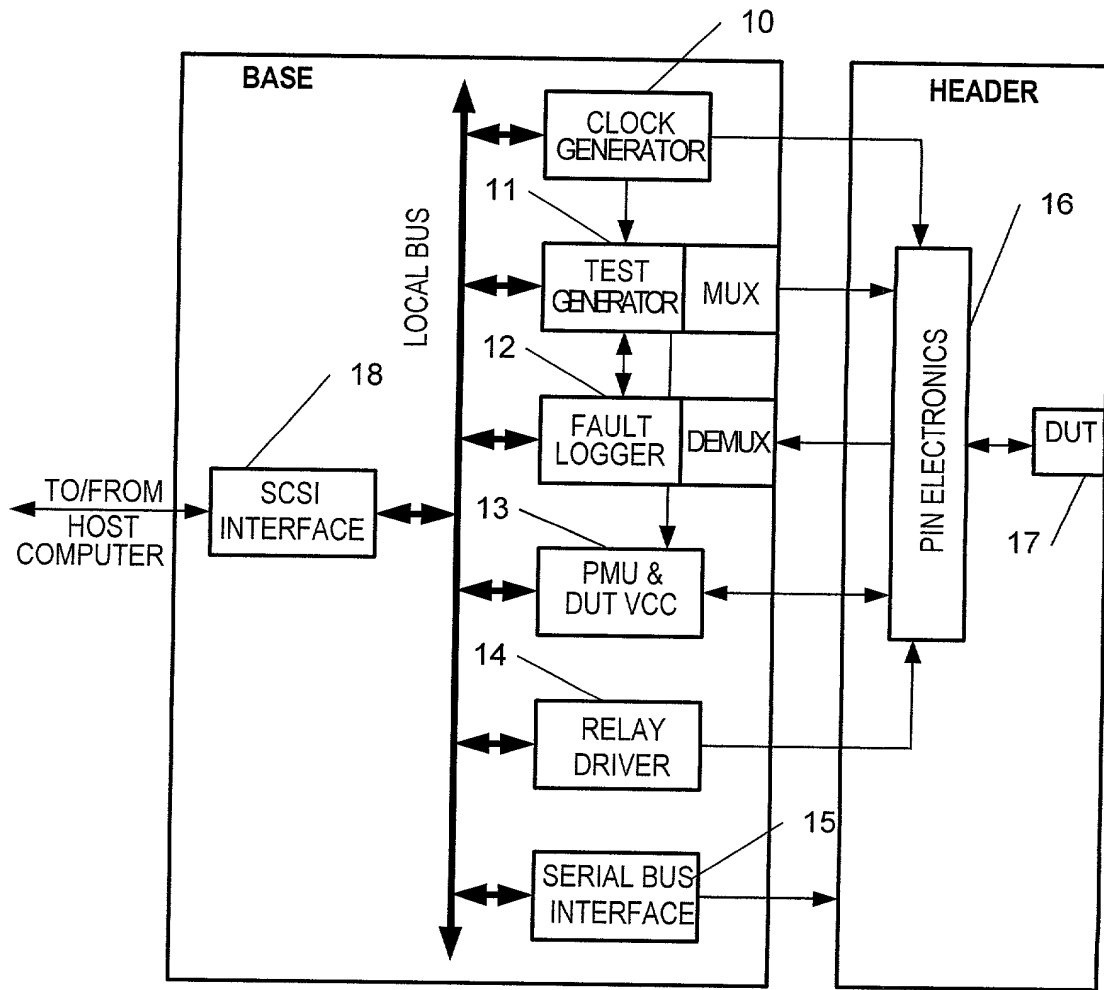 10
BASE
HEADER
CLOCK
GENERATOR
11
16
TEST
GENERATOR
MUX
LOCAL BUS
12
18
PIN ELECTRONICS
FAULT
LOGGER
DEMUX
DUT
TO/FROM
HOST
COMPUTER
SCSI
INTERFACE
13
17
PMU &
DUT VCC
14
RELAY
DRIVER
15
SERIAL BUS
INTERFACE